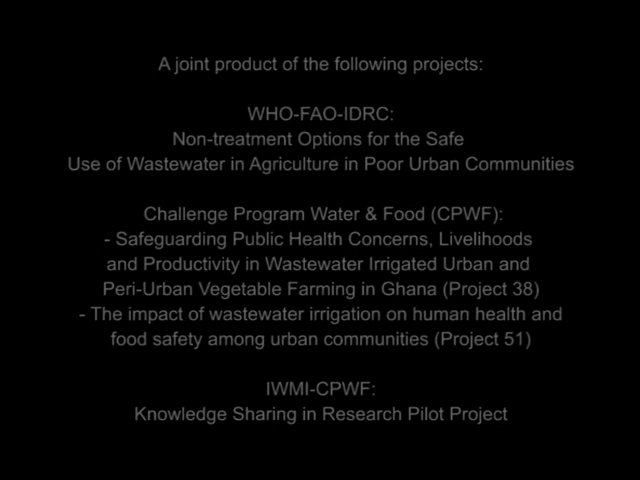 A joint product of the following projects:
WHO-FAO-IDRC:
Non-treatment Options for the Safe
Use of Wastewater in Agriculture in Poor Urban Communities
Challenge Program Water & Food (CPWF):
- Safeguarding Public Health Concerns, Livelihoods
and Productivity in Wastewater Irrigated Urban and
Peri-Urban Vegetable Farming in Ghana (Project 38)
- The impact of wastewater irrigation on human health and
food safety among urban communities (Project 51)
IWMI-CPWF:
Knowledge Sharing in Research Pilot Project